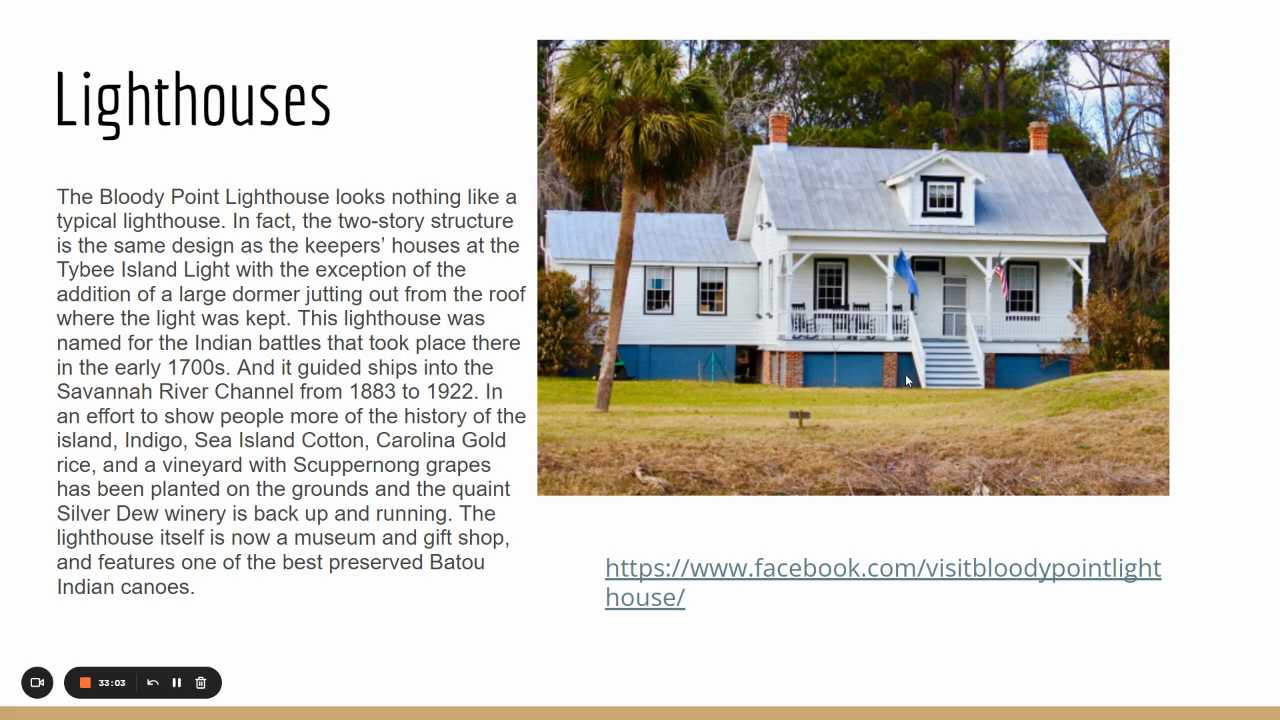 Lighthouses
The Bloody Point Lighthouse looks nothing like a
typical lighthouse. In fact, the two-story structure
is the same design as the keepers’ houses at the
Tybee Island Light with the exception of the
addition of a large dormer jutting out from the roof
where the light was kept. This lighthouse was
named for the Indian battles that took place there
in the early 1700s. And it guided ships into the
Savannah River Channel from 1883 to 1922. In
an effort to show people more of the history of the
island, Indigo, Sea Island Cotton, Carolina Gold
rice, and a vineyard with Scuppernong grapes
has been planted on the grounds and the quaint
Silver Dew winery is back up and running. The
lighthouse itself is now a museum and gift shop,
and features one of the best preserved Batou
Indian canoes.
https://www.facebook.com/visitbloodypointlight
house/
33:03